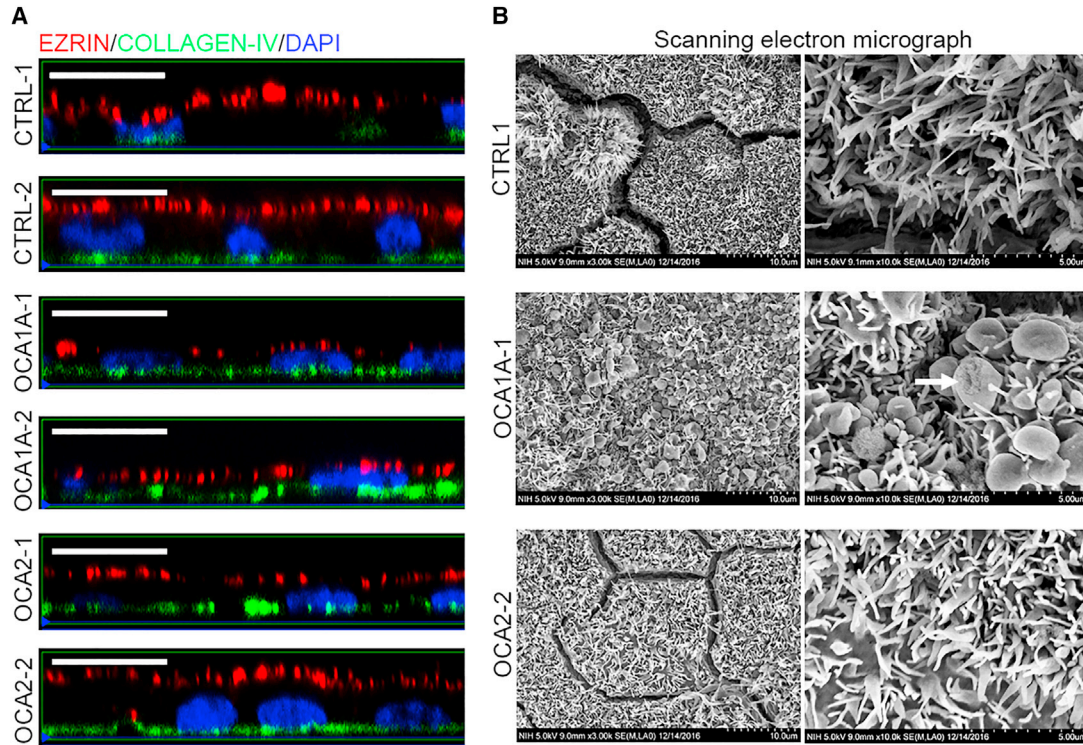 A
EZRIN/COLLAGEN-IV/DAPI
CTRL-1
CTRL-2
OCA1A-1
OCA1A-2
OCA2-1
OCA2-2
B
Scanning electron micrograph
CTRL1
NIH 5.0kV 9.0mm x3.00k SE(M,LA0) 12/14/2016 10.0um
NIH 5.0kV 9.1mm x10.0k SE(M,LA0) 12/14/2016 5.00um
OCA1A-1
NIH 5.0kV 9.0mm x3.00k SE(M,LA0) 12/14/2016 10.0um
NIH 5.0kV 9.0mm x10.0k SE(M,LA0) 12/14/2016 5.00um
OCA2-2
NIH 5.0kV 9.0mm x3.00k SE(M,LA0) 12/14/2016 10.0um
NIH 5.0kV 9.0mm x10.0k SE(M,LA0) 12/14/2016 5.00um